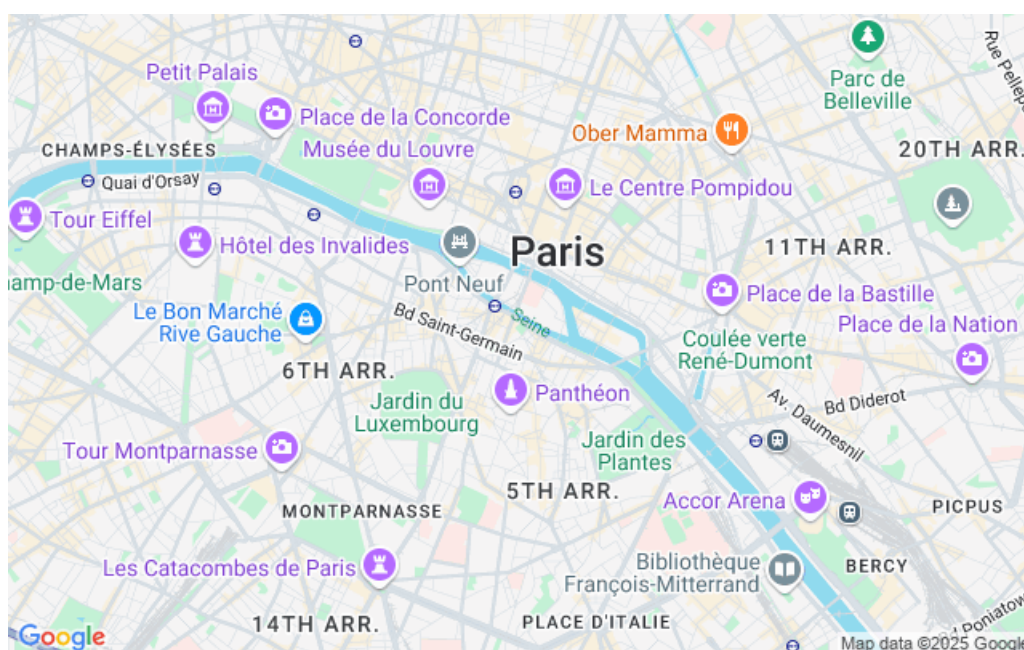 Rue Pellep
Petit Palais
Parc de
Belleville
Place de la Concorde
Ober Mamma
CHAMPS-ÉLYSÉES
Musée du Louvre
20TH ARR.
Quai d'Orsay
Le Centre Pompidou
Tour Eiffel
Hôtel des Invalides
Paris
11TH ARR.
hamp-de-Mars
Pont Neuf
Place de la Bastille
Le Bon Marché
Rive Gauche
Bd Saint-Germain
Seine
Place de la Nation
Coulée verte
René-Dumont
6TH ARR.
Panthéon
Jardin du
Luxembourg
Bd Diderot
Av. Daumesnil
Tour Montparnasse
Jardin des
Plantes
5TH ARR.
Accor Arena
MONTPARNASSE
PICPUS
Les Catacombes de Paris
Bibliothèque
François-Mitterrand
BERCY
14TH ARR.
PLACE D'ITALIE
d Poniatow
Google
Map data ©2025 Google